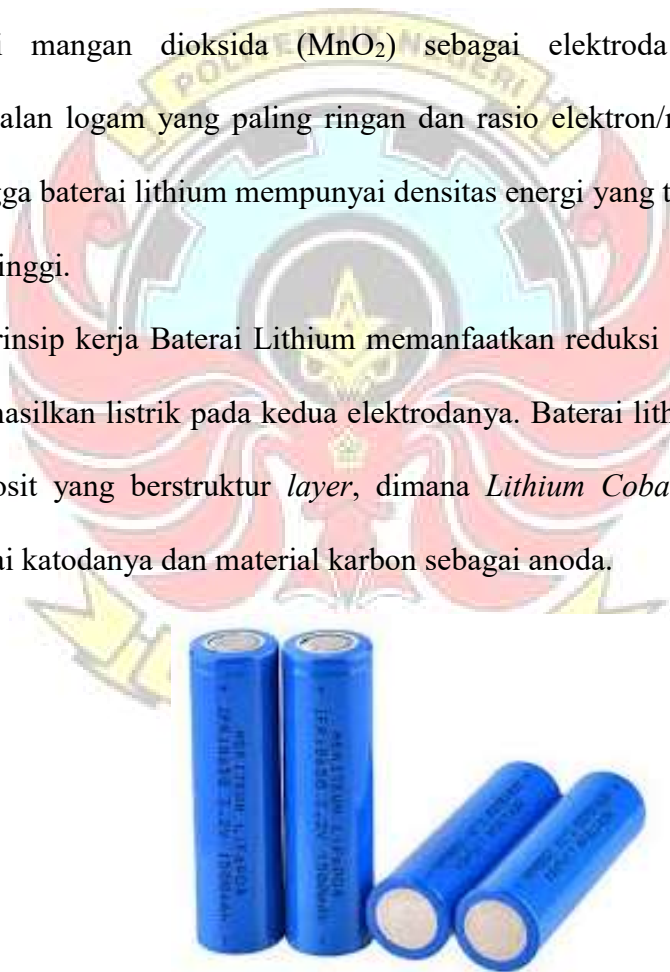 i mangan dioksida (MnO₂) sebagai elektroda
POLITEKNIK NEGERI
alan logam yang paling ringan dan rasio elektron/
gga baterai lithium mempunyai densitas energi yang t
inggi.
rinsip kerja Baterai Lithium memanfaatkan reduksi
hasilkan listrik pada kedua elektrodanya. Baterai lith
osit yang berstruktur layer, dimana Lithium Coba
ai katodanya dan material karbon sebagai anoda.